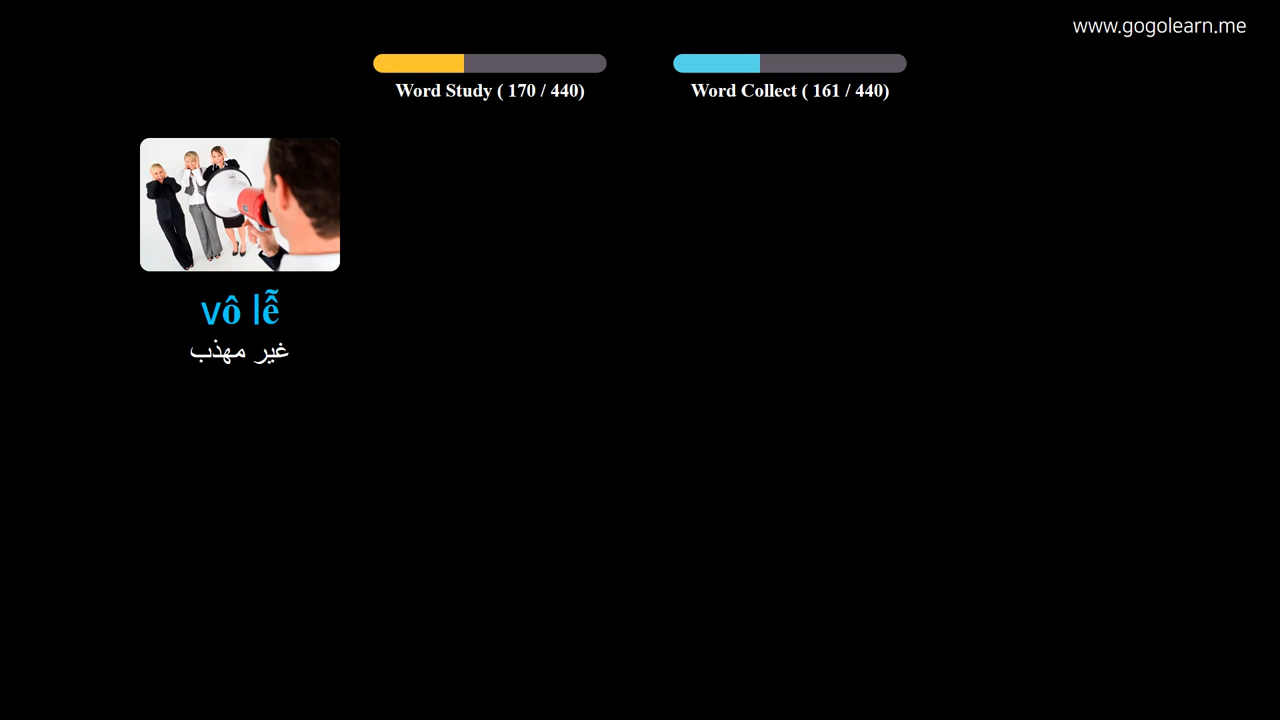 www.gogolearn.me
Word Study ( 170 / 440)
Word Collect ( 161 / 440)
vô lễ
غير مهذب